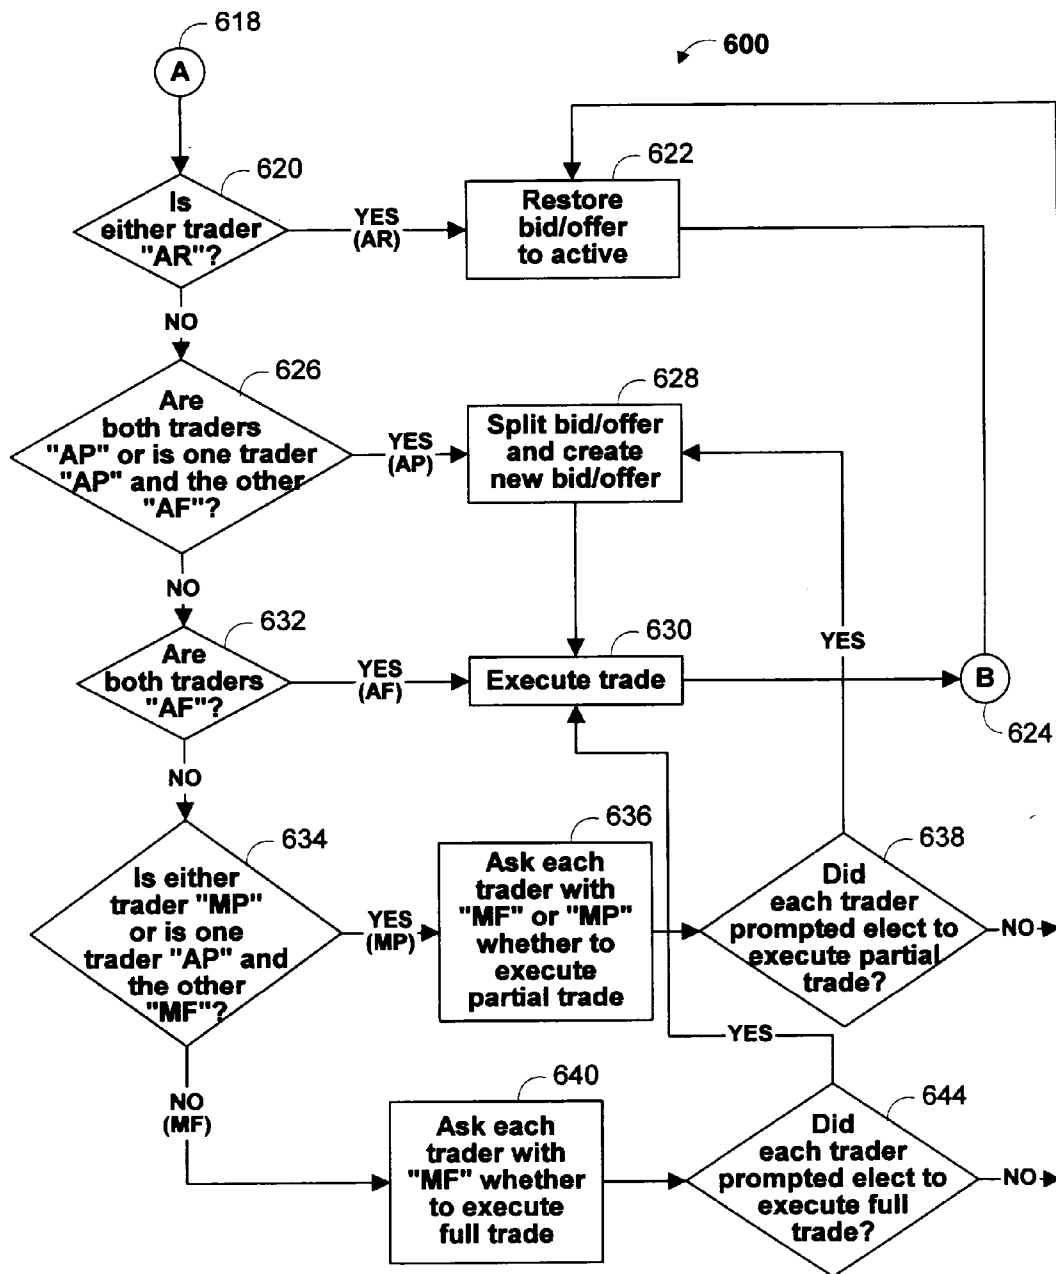 618
A
600
620
Is
either trader
"AR"?
YES
(AR)
622
Restore
bid/offer
to active
NO
626
Are
both traders
"AP" or is one trader
"AP" and the other
"AF"?
YES
(AP)
628
Split bid/offer
and create
new bid/offer
NO
632
Are
both traders
"AF"?
YES
(AF)
630
Execute trade
YES
B
624
NO
634
Is either
trader "MP"
or is one
trader "AP" and
the other
"MF"?
YES
(MP)
636
Ask each
trader with
"MF" or "MP"
whether to
execute
partial trade
638
Did
each trader
prompted elect to
execute partial
trade?
NO
YES
NO
(MF)
640
Ask each
trader with
"MF" whether
to execute
full trade
644
Did
each trader
prompted elect to
execute full
trade?
NO